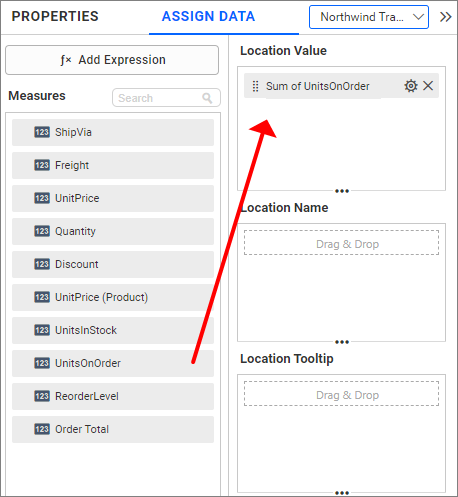 PROPERTIES
ASSIGN DATA
Northwind Tra...
ƒx Add Expression
Measures
Search
123 ShipVia
123 Freight
123 UnitPrice
123 Quantity
123 Discount
123 UnitPrice (Product)
123 UnitsInStock
123 UnitsOnOrder
123 ReorderLevel
123 Order Total
Location Value
Sum of UnitsOnOrder
Location Name
Drag & Drop
Location Tooltip
Drag & Drop